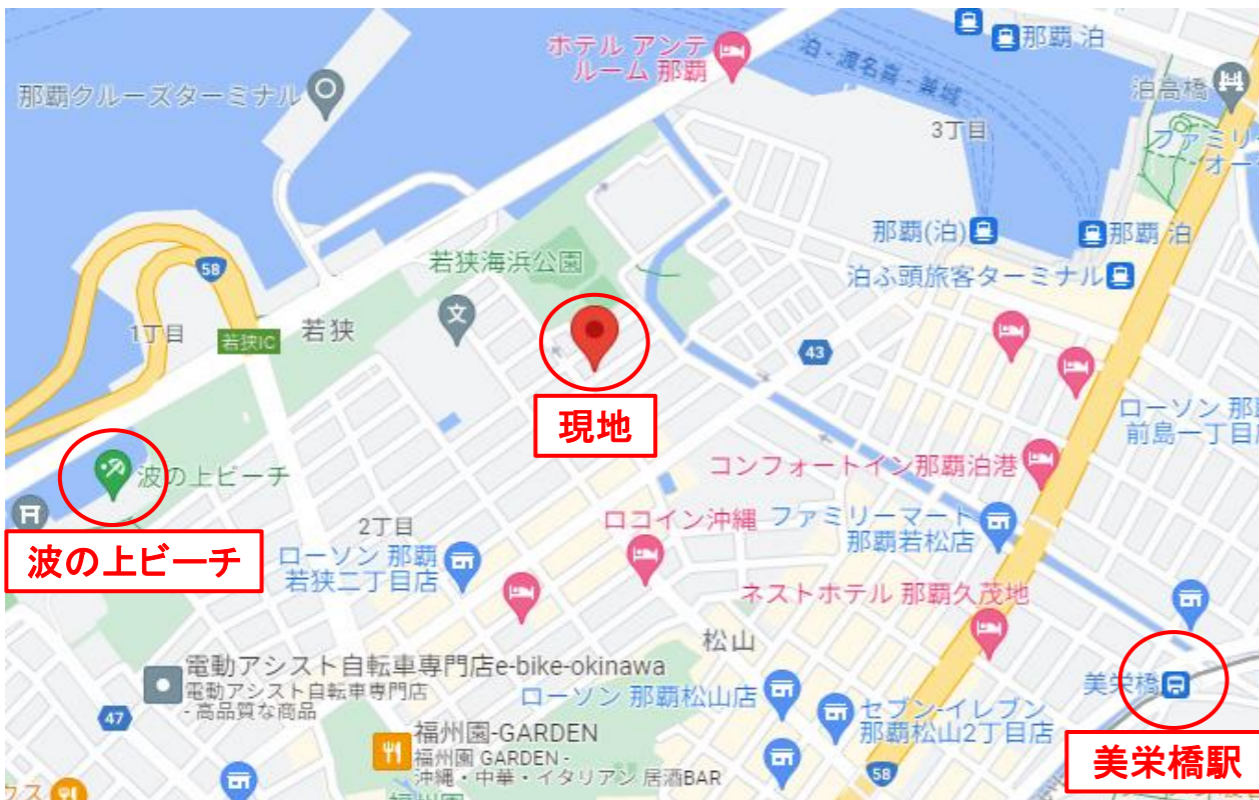 ホテル アンテ
ルーム 那覇
那覇 泊
泊・渡名喜・兼城
那覇クルーズターミナル
泊高橋
3丁目
ファミリー
オー
那覇(泊)
那覇 泊
若狭海浜公園
泊ふ頭旅客ターミナル
58
文
1丁目
若狭IC
若狭
43
現地
ローソン 那覇
前島一丁目
コンフォートイン那覇泊港
波の上ビーチ
2丁目
ロコイン沖縄
ファミリーマート
那覇若松店
波の上ビーチ
ローソン 那覇
若狭二丁目店
ネストホテル 那覇久茂地
松山
電動アシスト自転車専門店e-bike-okinawa
電動アシスト自転車専門店
- 高品質な商品
ローソン 那覇松山店
美栄橋
セブン-イレブン
那覇松山2丁目店
47
福州園-GARDEN
福州園 GARDEN -
沖縄・中華・イタリアン 居酒BAR
58
美栄橋駅
ウス